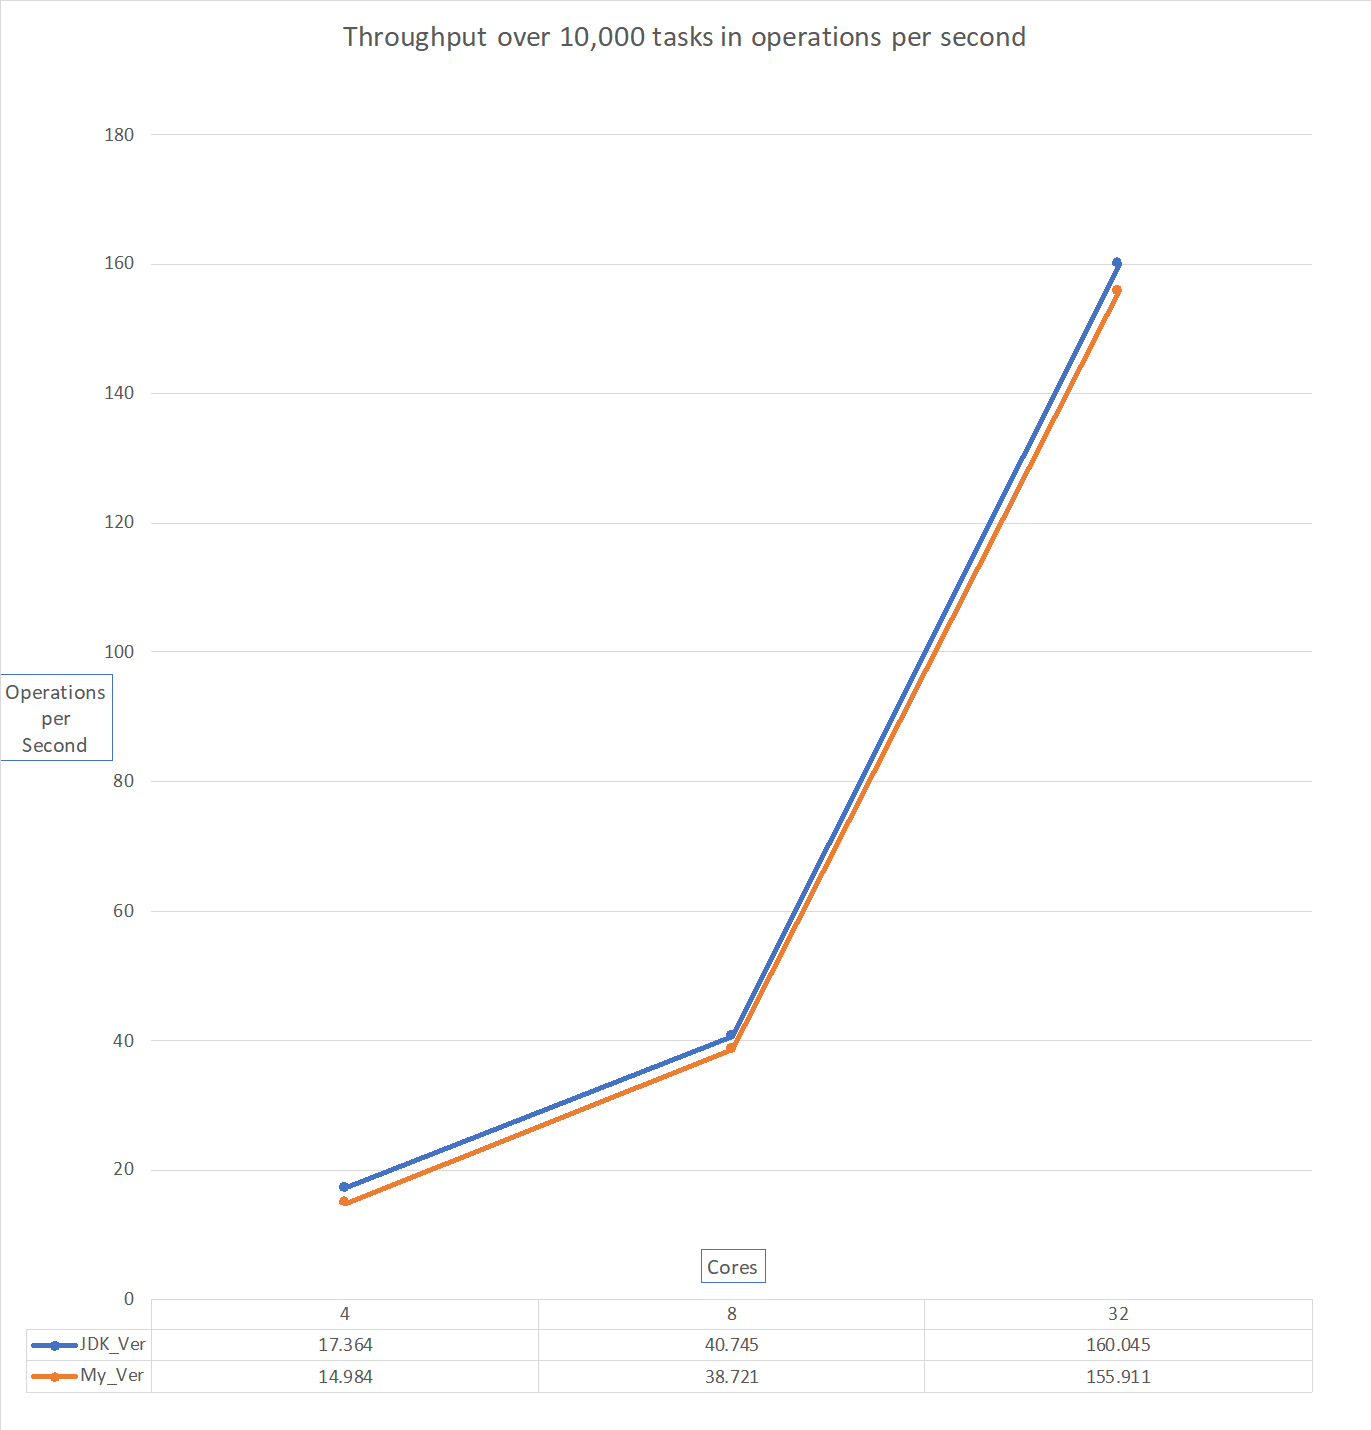 Throughput over 10,000 tasks in operations per second
180
160
140
120
100
Operations
per
Second
80
60
40
20
Cores
0
4 8 32
JDK_Ver 17.364 40.745 160.045
My_Ver 14.984 38.721 155.911